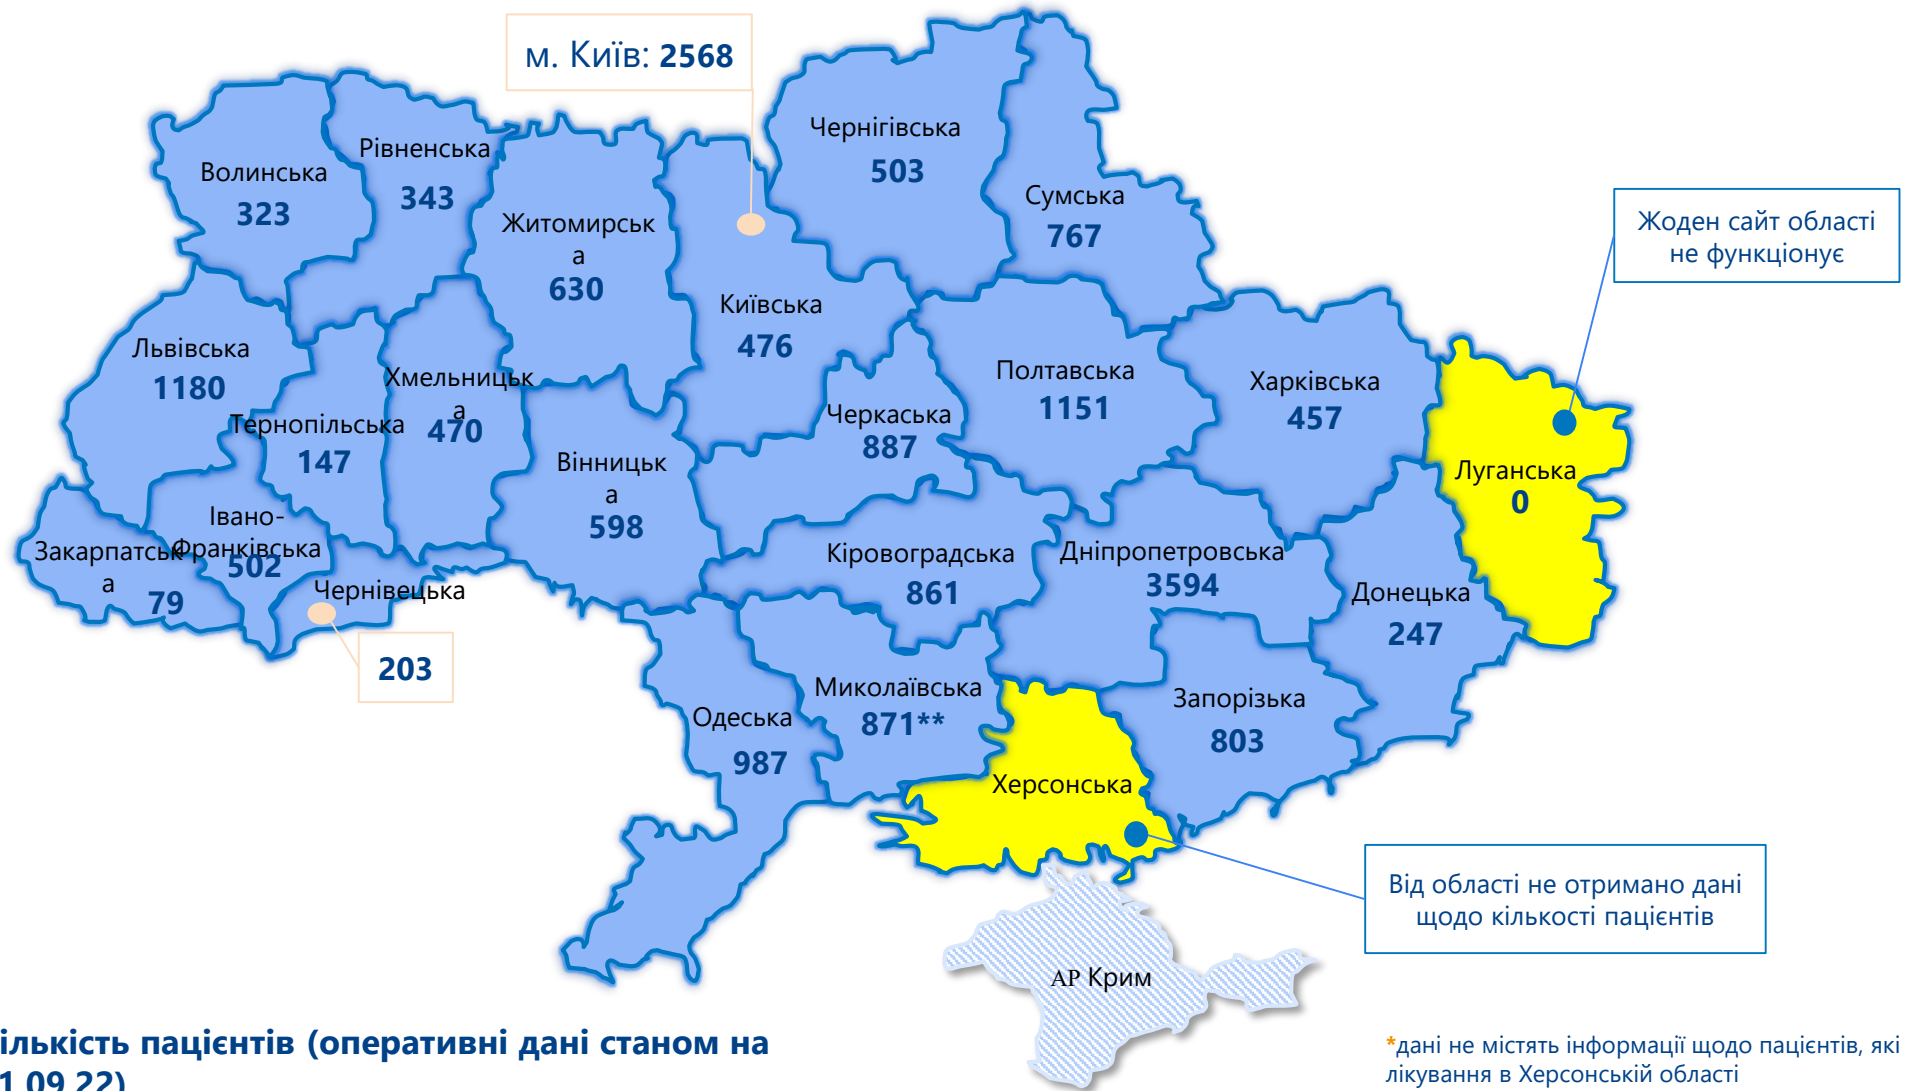 м. Київ: 2568
Чернігівська
503
Рівненська
343
Волинська
323
Сумська
767
Житомирськ
а
630
Жоден сайт області
не функціонує
Київська
476
Львівська
1180
Хмельницьк
а
470
Полтавська
1151
Харківська
457
Черкаська
887
Тернопільська
147
Вінницьк
а
598
Луганська
0
Івано-
Франківська
502
Закарпатськ
а
79
Чернівецька
203
Кіровоградська
861
Дніпропетровська
3594
Донецька
247
Миколаївська
871**
Одеська
987
Запорізька
803
Херсонська
Від області не отримано дані
щодо кількості пацієнтів
АР Крим
ількість пацієнтів (оперативні дані станом на
1.09.22)
*дані не містять інформації щодо пацієнтів, які
лікування в Херсонській області